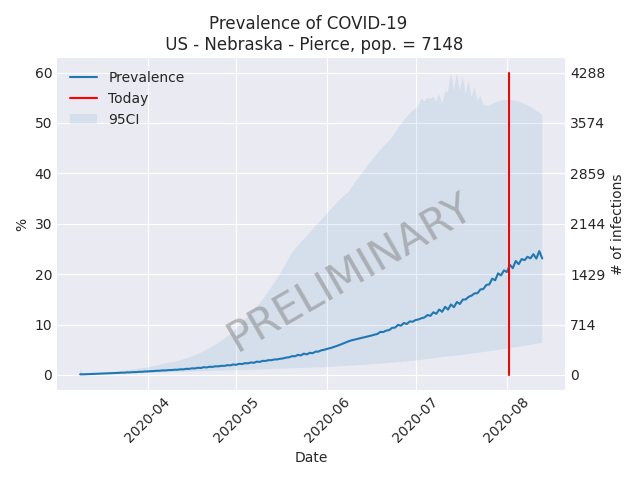 Prevalence of COVID-19
US - Nebraska - Pierce, pop. = 7148
Prevalence
Today
95CI
60
50
40
30
20
10
0
%
4288
3574
2859
2144
1429
714
0
# of infections
PRELIMINARY
2020-04
2020-05
2020-06
2020-07
2020-08
Date